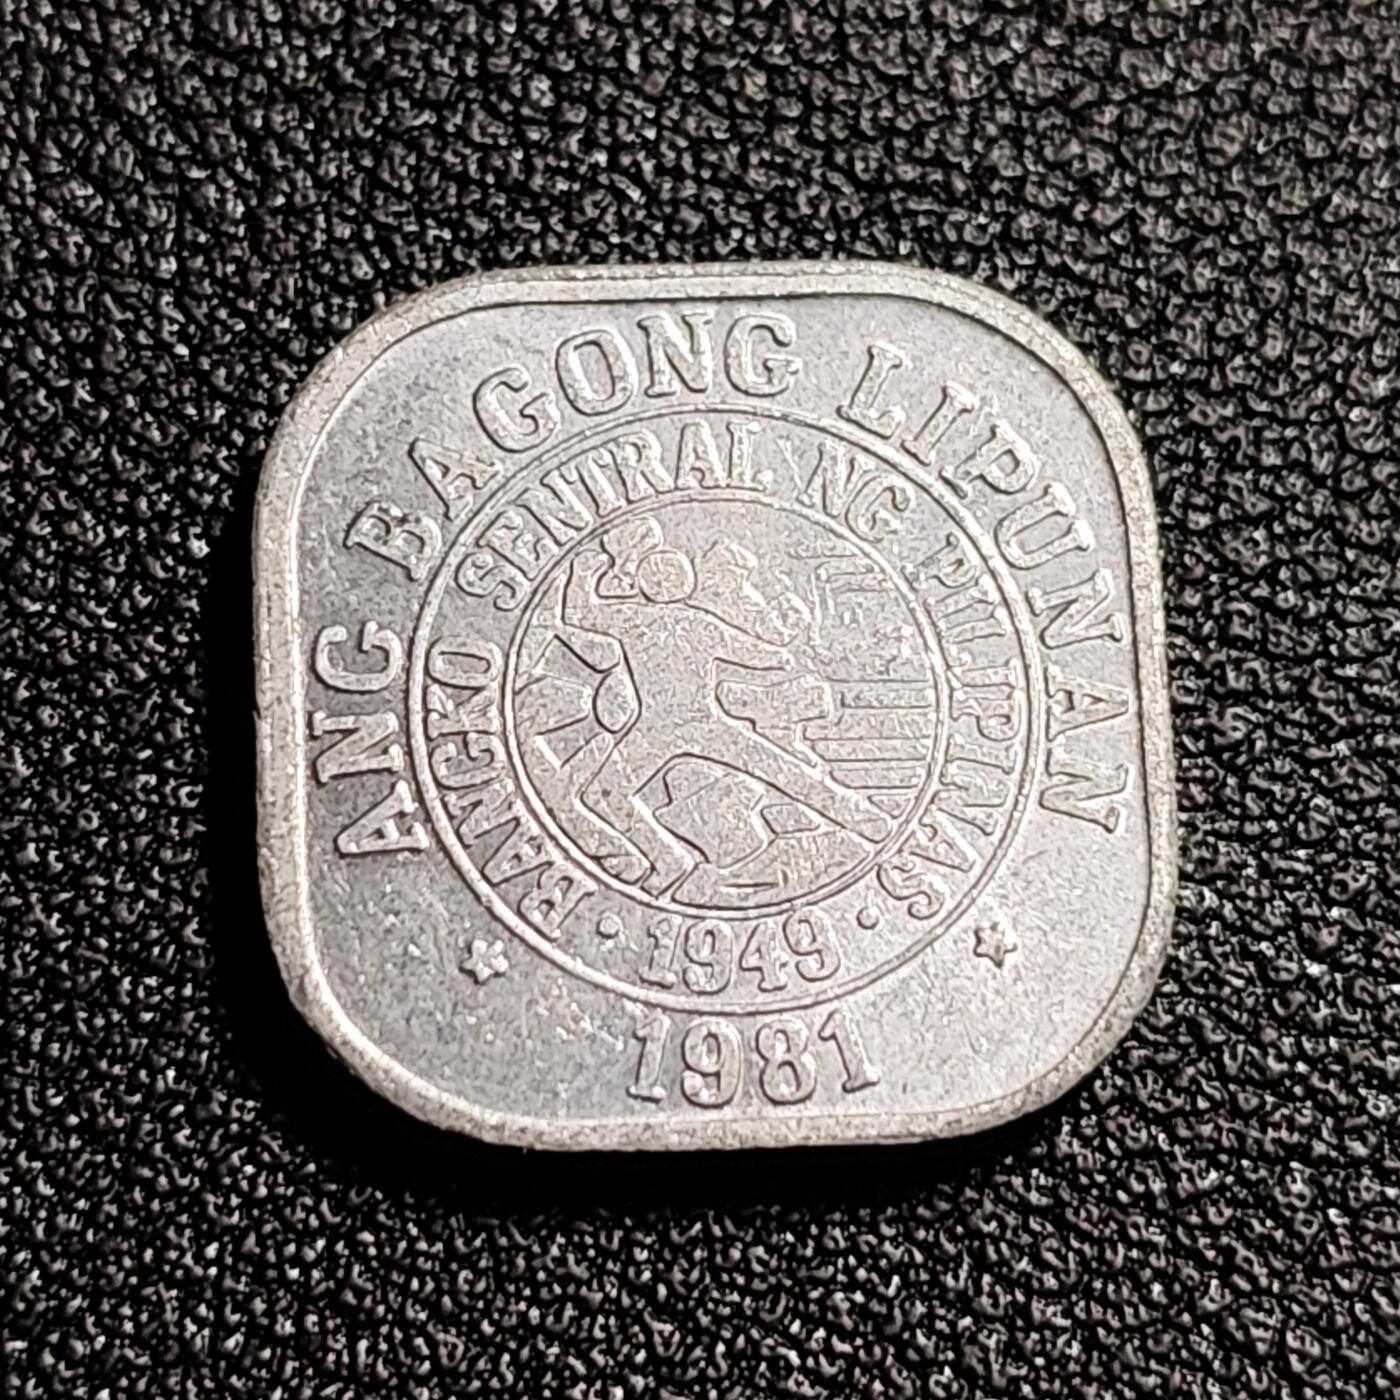 ANG BAGONG LIPUNAN
BANGKO SENTRAL NG PILIPINAS
· 1949 ·
1981